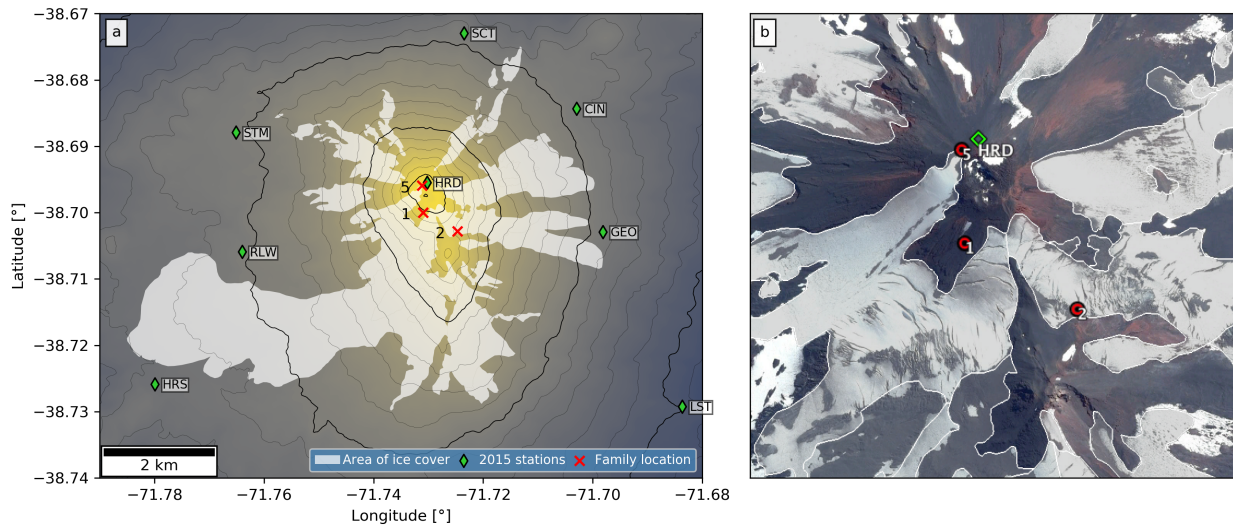 a
−38.67
−38.68
−38.69
−38.70
−38.71
−38.72
−38.73
−38.74
Latitude [°]
SCT
CIN
STM
HRD
5
1
2
GEO
RLW
HRS
LST
2 km
Area of ice cover 2015 stations Family location
−71.78 −71.76 −71.74 −71.72 −71.70 −71.68
Longitude [°]
b
5 HRD
1
2